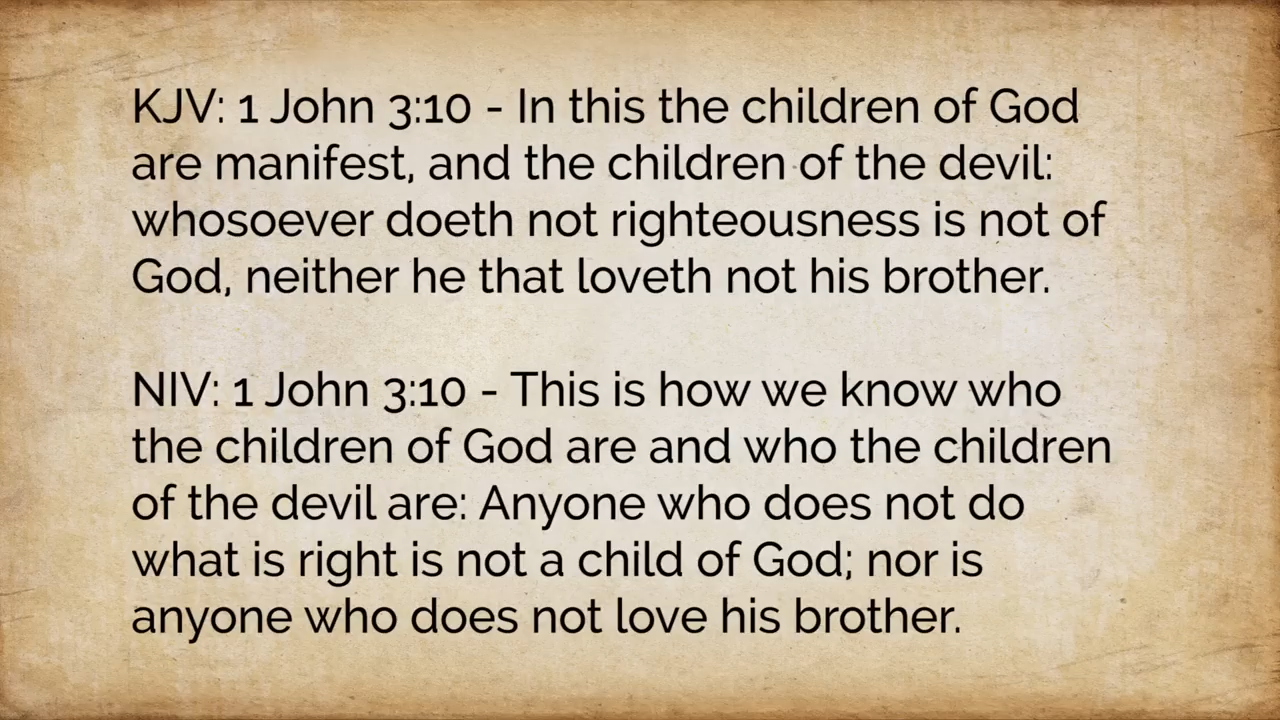 KJV: 1 John 3:10 - In this the children of God
are manifest, and the children of the devil:
whosoever doeth not righteousness is not of
God, neither he that loveth not his brother.
NIV: 1 John 3:10 - This is how we know who
the children of God are and who the children
of the devil are: Anyone who does not do
what is right is not a child of God; nor is
anyone who does not love his brother.